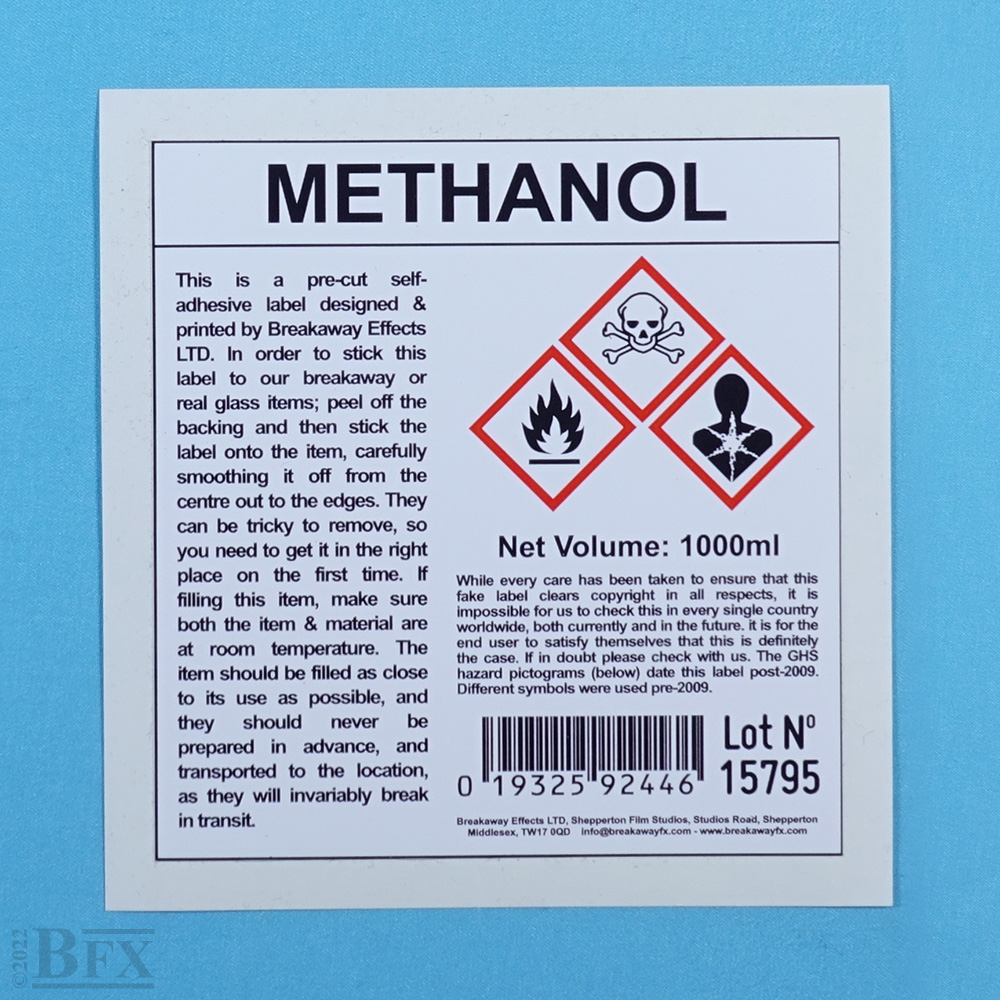 METHANOL
This is a pre-cut self-
adhesive label designed &
printed by Breakaway Effects
LTD. In order to stick this
label to our breakaway or
real glass items; peel off the
backing and then stick the
label onto the item, carefully
smoothing it off from the
centre out to the edges. They
can be tricky to remove, so
you need to get it in the right
place on the first time. If
filling this item, make sure
both the item & material are
at room temperature. The
item should be filled as close
to its use as possible, and
they should never be
prepared in advance, and
transported to the location,
as they will invariably break
in transit.
Net Volume: 1000ml
While every care has been taken to ensure that this
fake label clears copyright in all respects, it is
impossible for us to check this in every single country
worldwide, both currently and in the future. it is for the
end user to satisfy themselves that this is definitely
the case. If in doubt please check with us. The GHS
hazard pictograms (below) date this label post-2009.
Different symbols were used pre-2009.
0 19325 92446
Lot Nº
15795
Breakaway Effects LTD, Shepperton Film Studios, Studios Road, Shepperton
Middlesex, TW17 0QD info@breakawayfx.com - www.breakawayfx.com
©2022
BFX